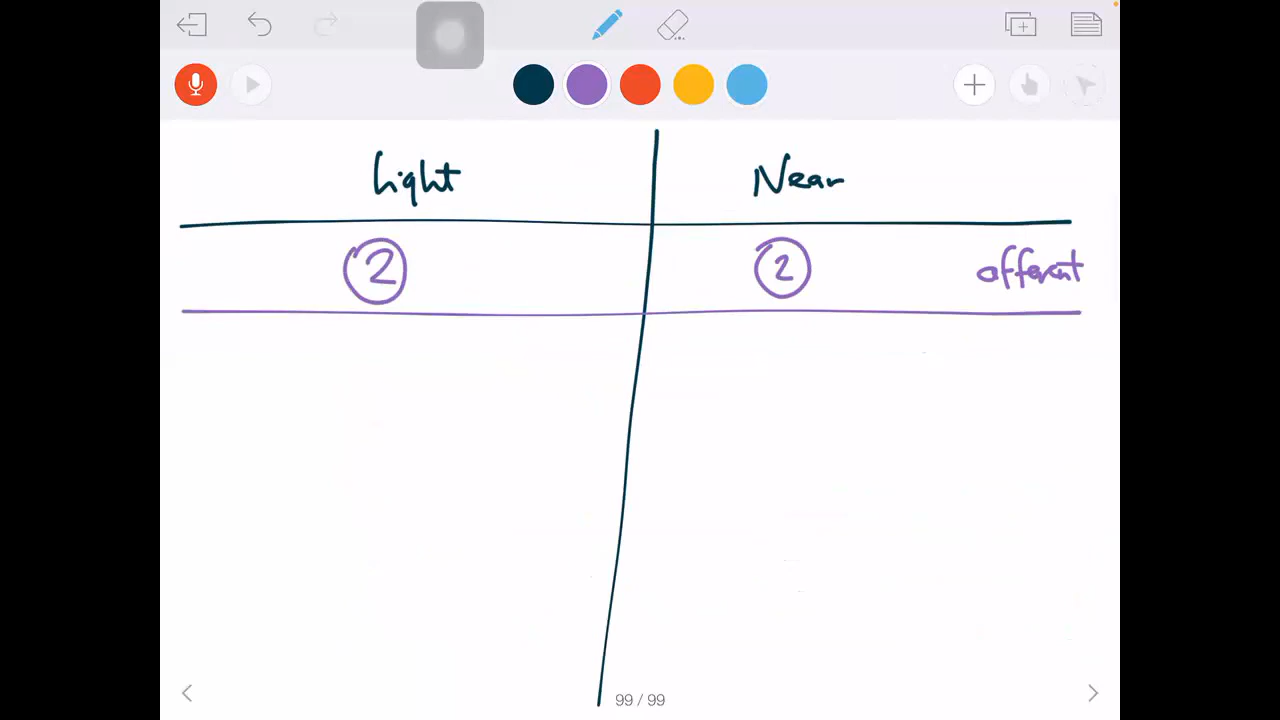 Light Near
② ② afferent
99 / 99